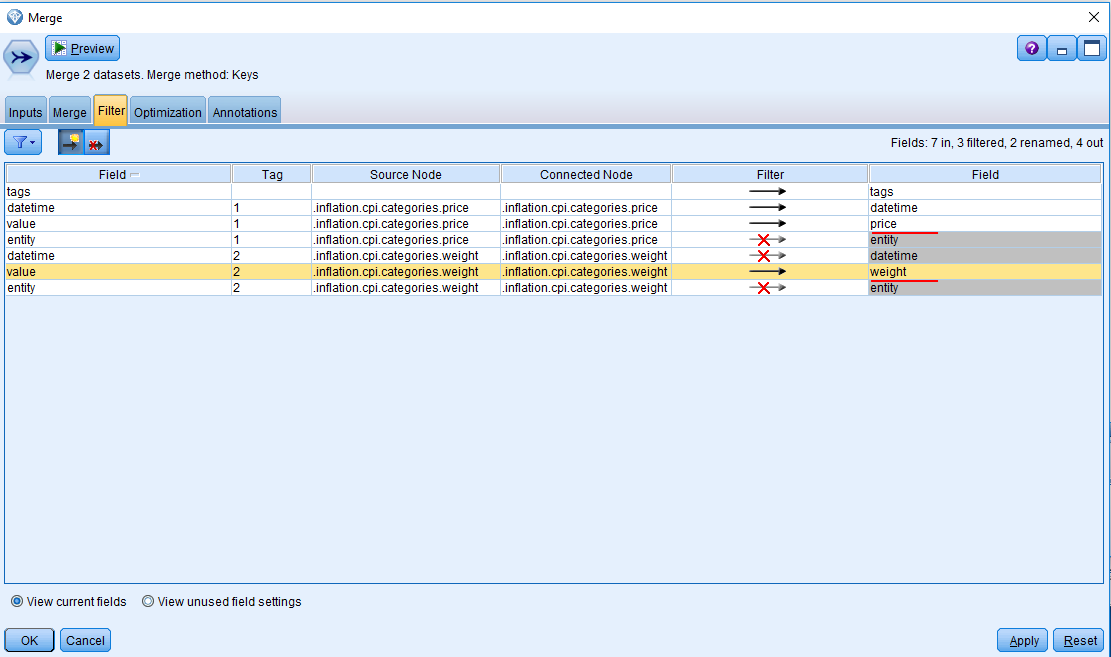 Merge
Preview
Merge 2 datasets. Merge method: Keys
Inputs Merge Filter Optimization Annotations
Fields: 7 in, 3 filtered, 2 renamed, 4 out
Field Tag Source Node Connected Node Filter Field
tags tags
datetime 1 .inflation.cpi.categories.price .inflation.cpi.categories.price datetime
value 1 .inflation.cpi.categories.price .inflation.cpi.categories.price price
entity 1 .inflation.cpi.categories.price .inflation.cpi.categories.price entity
datetime 2 .inflation.cpi.categories.weight .inflation.cpi.categories.weight datetime
value 2 .inflation.cpi.categories.weight .inflation.cpi.categories.weight weight
entity 2 .inflation.cpi.categories.weight .inflation.cpi.categories.weight entity
View current fields View unused field settings
OK Cancel Apply Reset